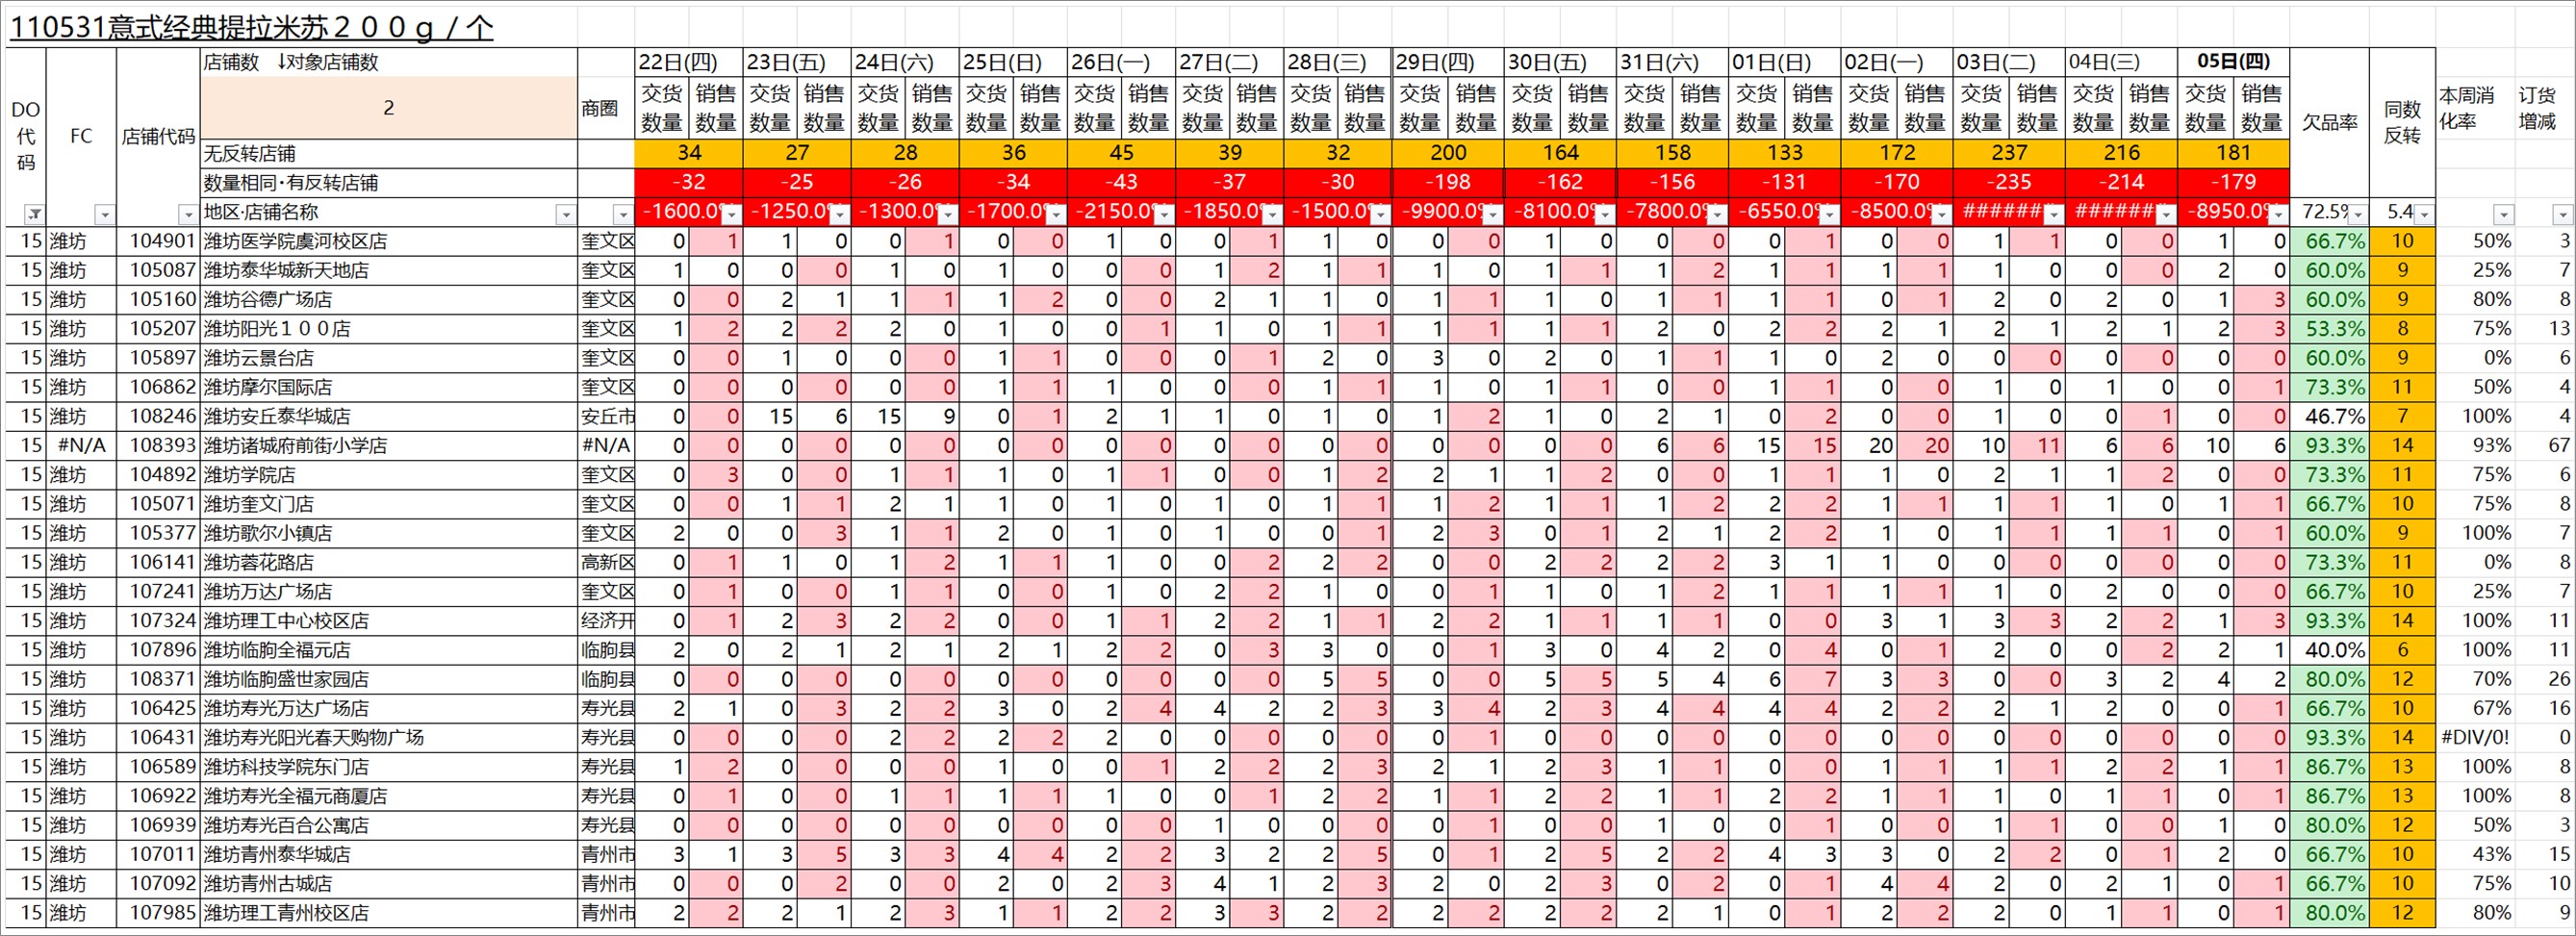 110531意式经典提拉米苏２００ｇ／个
DO代码 FC 店铺代码 店铺数 ↓对象店铺数 商圈 22日(四) 23日(五) 24日(六) 25日(日) 26日(一) 27日(二) 28日(三) 29日(四) 30日(五) 31日(六) 01日(日) 02日(一) 03日(二) 04日(三) 05日(四) 欠品率 同数反转 本周消化率 订货增减
2 交货数量 销售数量 交货数量 销售数量 交货数量 销售数量 交货数量 销售数量 交货数量 销售数量 交货数量 销售数量 交货数量 销售数量 交货数量 销售数量 交货数量 销售数量 交货数量 销售数量 交货数量 销售数量 交货数量 销售数量 交货数量 销售数量 交货数量 销售数量 交货数量 销售数量
无反转店铺 34 27 28 36 45 39 32 200 164 158 133 172 237 216 181
数量相同·有反转店铺 -32 -25 -26 -34 -43 -37 -30 -198 -162 -156 -131 -170 -235 -214 -179
地区·店铺名称 -1600.0% -1250.0% -1300.0% -1700.0% -2150.0% -1850.0% -1500.0% -9900.0% -8100.0% -7800.0% -6550.0% -8500.0% ####### ####### -8950.0% 72.5% 5.4
15 潍坊 104901 潍坊医学院虞河校区店 奎文区 0 1 1 0 0 1 0 0 1 0 0 1 1 0 0 0 1 0 0 0 0 1 0 0 1 1 0 0 1 0 66.7% 10 50% 3
15 潍坊 105087 潍坊泰华城新天地店 奎文区 1 0 0 0 1 0 1 0 0 0 1 2 1 1 1 0 1 1 1 2 1 1 1 1 1 0 0 0 2 0 60.0% 9 25% 7
15 潍坊 105160 潍坊谷德广场店 奎文区 0 0 2 1 1 1 1 2 0 0 2 1 1 0 1 1 1 0 1 1 1 1 0 1 2 0 2 0 1 3 60.0% 9 80% 8
15 潍坊 105207 潍坊阳光１００店 奎文区 1 2 2 2 2 0 1 0 0 1 1 0 1 1 1 1 1 1 2 0 2 2 2 1 2 1 2 1 2 3 53.3% 8 75% 13
15 潍坊 105897 潍坊云景台店 奎文区 0 0 1 0 0 0 1 1 0 0 0 1 2 0 3 0 2 0 1 1 1 0 2 0 0 0 0 0 0 0 60.0% 9 0% 6
15 潍坊 106862 潍坊摩尔国际店 奎文区 0 0 0 0 0 0 1 1 1 0 0 0 1 1 1 0 1 1 0 0 1 1 0 0 1 0 1 0 0 1 73.3% 11 50% 4
15 潍坊 108246 潍坊安丘泰华城店 安丘市 0 0 15 6 15 9 0 1 2 1 1 0 1 0 1 2 1 0 2 1 0 2 0 0 1 0 0 1 0 0 46.7% 7 100% 4
15 #N/A 108393 潍坊诸城府前街小学店 #N/A 0 0 0 0 0 0 0 0 0 0 0 0 0 0 0 0 0 0 6 6 15 15 20 20 10 11 6 6 10 6 93.3% 14 93% 67
15 潍坊 104892 潍坊学院店 奎文区 0 3 0 0 1 1 1 0 1 1 0 0 1 2 2 1 1 2 0 0 1 1 1 0 2 1 1 2 0 0 73.3% 11 75% 6
15 潍坊 105071 潍坊奎文门店 奎文区 0 0 1 1 2 1 1 0 1 0 1 0 1 1 1 2 1 1 1 2 2 2 1 1 1 1 1 0 1 1 66.7% 10 75% 8
15 潍坊 105377 潍坊歌尔小镇店 奎文区 2 0 0 3 1 1 2 0 1 0 1 0 0 1 2 3 0 1 2 1 2 2 1 0 1 1 1 1 0 1 60.0% 9 100% 7
15 潍坊 106141 潍坊蓉花路店 高新区 0 1 1 0 1 2 1 1 1 0 0 2 2 2 0 0 2 2 2 2 3 1 1 0 0 0 0 0 0 0 73.3% 11 0% 8
15 潍坊 107241 潍坊万达广场店 奎文区 0 1 0 0 1 1 0 0 1 0 2 2 1 0 0 1 1 0 1 2 1 1 1 1 1 0 2 0 0 0 66.7% 10 25% 7
15 潍坊 107324 潍坊理工中心校区店 经济开 0 1 2 3 2 2 0 0 1 1 2 2 1 1 2 2 1 1 1 1 0 0 3 1 3 3 2 2 1 3 93.3% 14 100% 11
15 潍坊 107896 潍坊临朐全福元店 临朐县 2 0 2 1 2 1 2 1 2 2 0 3 3 0 0 1 3 0 4 2 0 4 0 1 2 0 0 2 2 1 40.0% 6 100% 11
15 潍坊 108371 潍坊临朐盛世家园店 临朐县 0 0 0 0 0 0 0 0 0 0 0 0 5 5 0 0 5 5 5 4 6 7 3 3 0 0 3 2 4 2 80.0% 12 70% 26
15 潍坊 106425 潍坊寿光万达广场店 寿光县 2 1 0 3 2 2 3 0 2 4 4 2 2 3 3 4 2 3 4 4 4 4 2 2 2 1 2 0 0 1 66.7% 10 67% 16
15 潍坊 106431 潍坊寿光阳光春天购物广场 寿光县 0 0 0 0 2 2 2 2 2 0 0 0 0 0 0 1 0 0 0 0 0 0 0 0 0 0 0 0 0 0 93.3% 14 #DIV/0! 0
15 潍坊 106589 潍坊科技学院东门店 寿光县 1 2 0 0 0 0 1 0 0 1 2 2 2 3 2 1 2 3 1 1 0 0 1 1 1 1 2 2 1 1 86.7% 13 100% 8
15 潍坊 106922 潍坊寿光全福元商厦店 寿光县 0 1 0 0 1 1 1 1 1 0 0 1 2 2 1 1 2 2 1 1 2 2 1 1 1 0 1 1 0 1 86.7% 13 100% 8
15 潍坊 106939 潍坊寿光百合公寓店 寿光县 0 0 0 0 0 0 0 0 0 0 1 0 0 0 0 1 0 0 1 0 0 1 0 0 1 1 0 0 1 0 80.0% 12 50% 3
15 潍坊 107011 潍坊青州泰华城店 青州市 3 1 3 5 3 3 4 4 2 2 3 2 2 5 0 1 2 5 2 2 4 3 3 0 2 2 0 1 2 0 66.7% 10 43% 15
15 潍坊 107092 潍坊青州古城店 青州市 0 0 0 2 0 0 2 0 2 3 4 1 2 3 2 0 2 3 0 2 0 1 4 4 2 0 2 1 0 1 66.7% 10 75% 10
15 潍坊 107985 潍坊理工青州校区店 青州市 2 2 2 1 2 3 1 1 2 2 3 3 2 2 2 2 2 2 2 1 0 1 2 2 2 0 1 1 0 1 80.0% 12 80% 9